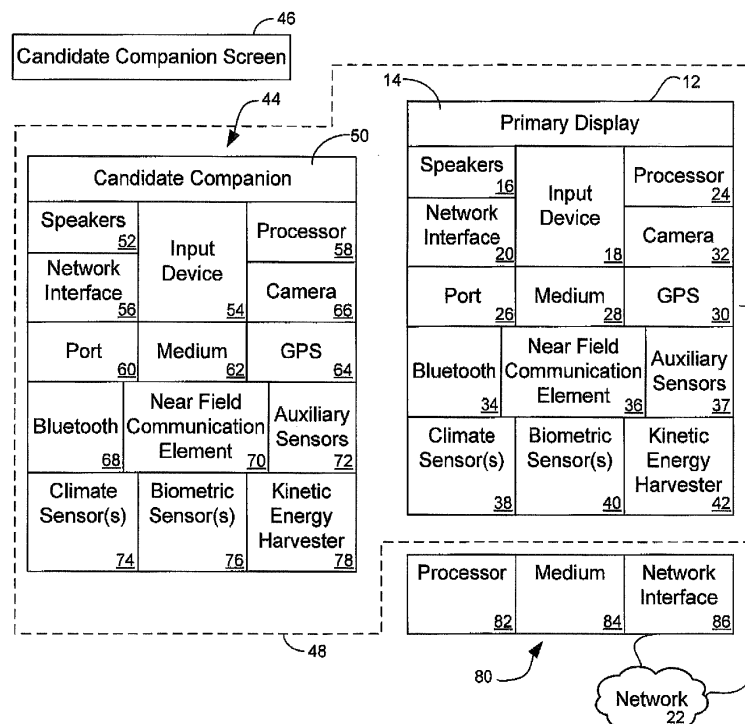 46
Candidate Companion Screen
44
50
Candidate Companion
Speakers
52
Input
Device
54
Processor
58
Network
Interface
56
Camera
66
Port
60
Medium
62
GPS
64
Bluetooth
68
Near Field
Communication
Element
70
Auxiliary
Sensors
72
Climate
Sensor(s)
74
Biometric
Sensor(s)
76
Kinetic
Energy
Harvester
78
48
14
12
Primary Display
Speakers
16
Input
Device
18
Processor
24
Network
Interface
20
Camera
32
Port
26
Medium
28
GPS
30
Bluetooth
34
Near Field
Communication
Element
36
Auxiliary
Sensors
37
Climate
Sensor(s)
38
Biometric
Sensor(s)
40
Kinetic
Energy
Harvester
42
Processor
82
Medium
84
Network
Interface
86
80
Network
22